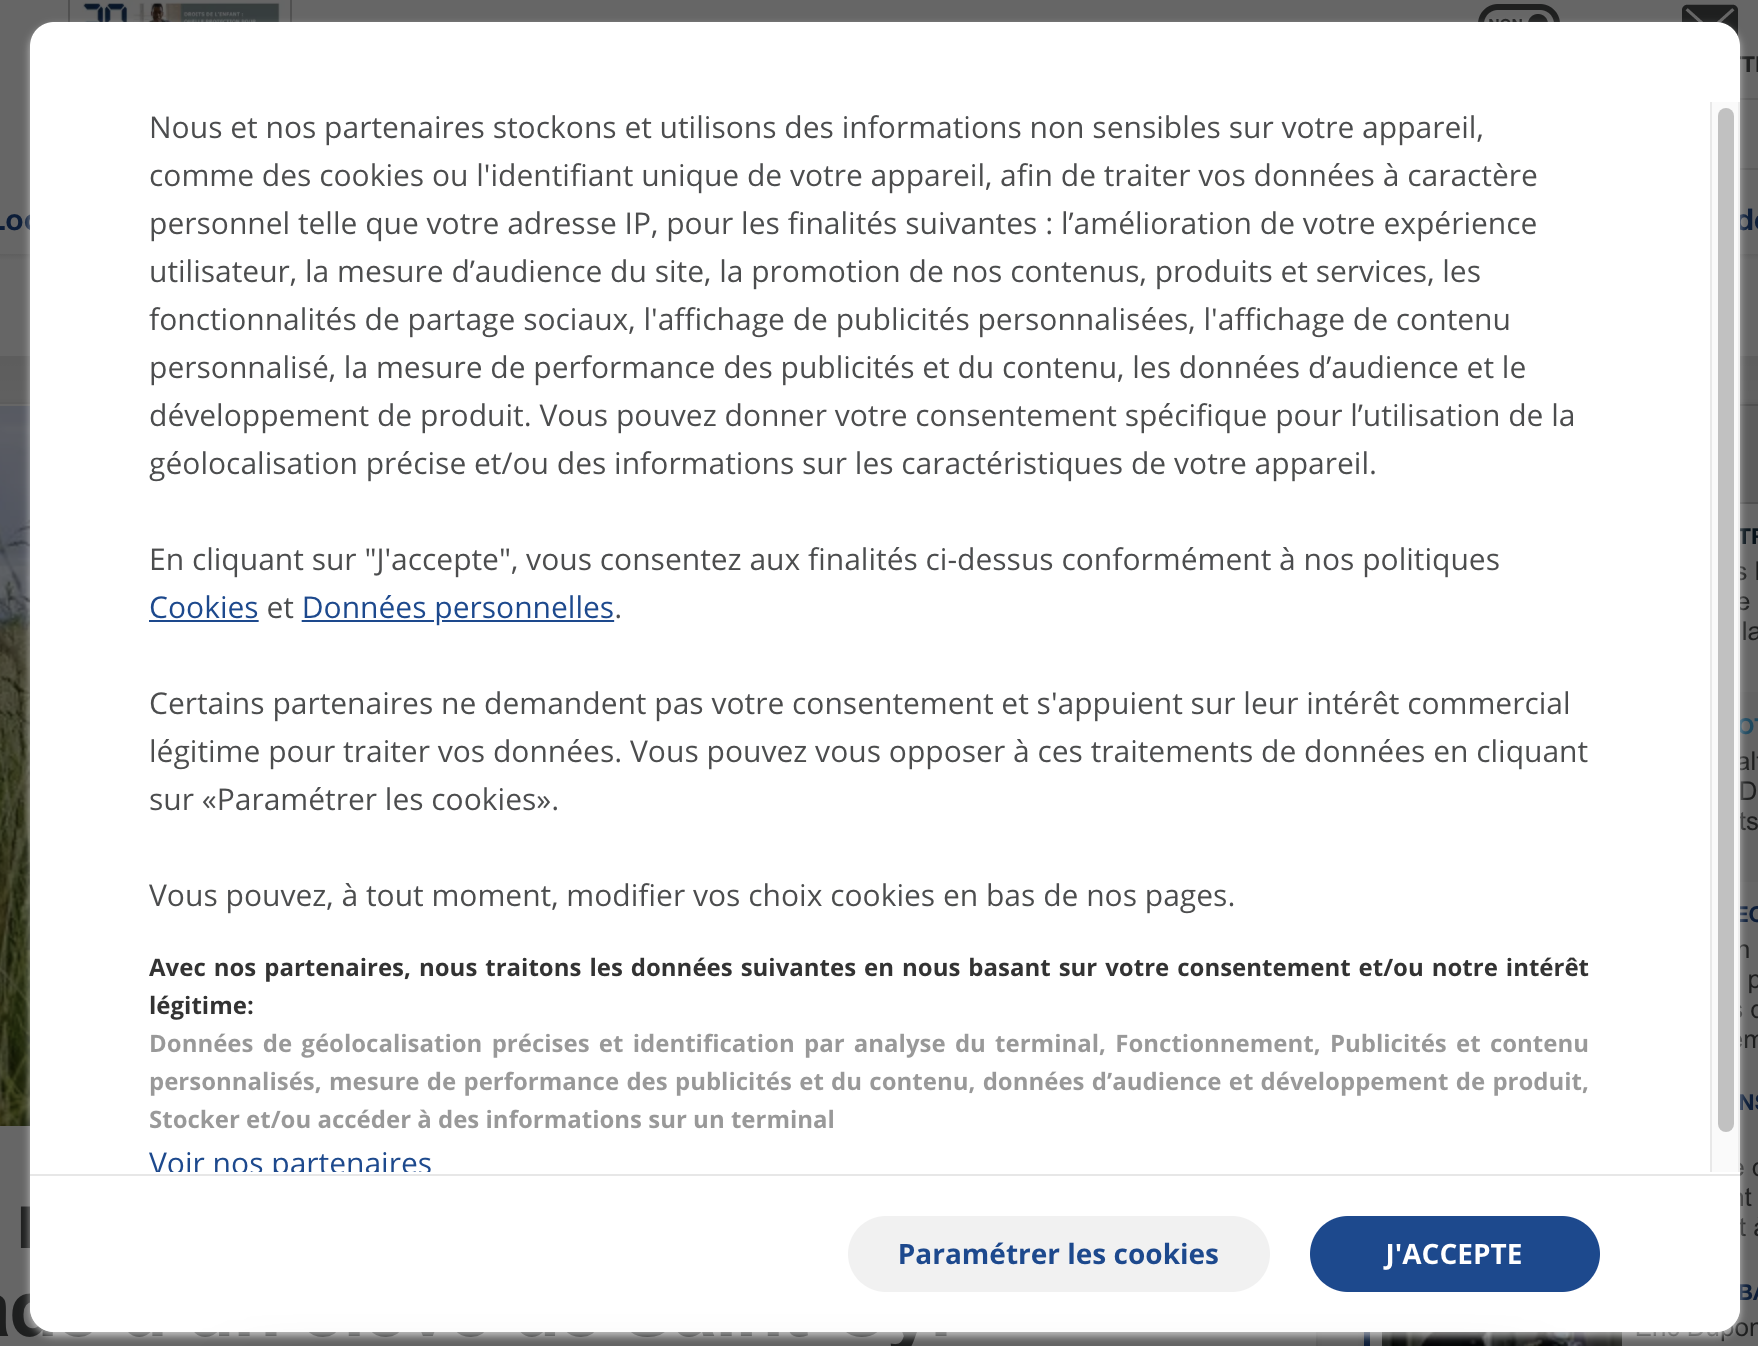 Nous et nos partenaires stockons et utilisons des informations non sensibles sur votre appareil,
comme des cookies ou l'identifiant unique de votre appareil, afin de traiter vos données à caractère
personnel telle que votre adresse IP, pour les finalités suivantes : l’amélioration de votre expérience
utilisateur, la mesure d’audience du site, la promotion de nos contenus, produits et services, les
fonctionnalités de partage sociaux, l'affichage de publicités personnalisées, l'affichage de contenu
personnalisé, la mesure de performance des publicités et du contenu, les données d’audience et le
développement de produit. Vous pouvez donner votre consentement spécifique pour l’utilisation de la
géolocalisation précise et/ou des informations sur les caractéristiques de votre appareil.
En cliquant sur "J'accepte", vous consentez aux finalités ci-dessus conformément à nos politiques
Cookies et Données personnelles.
Certains partenaires ne demandent pas votre consentement et s'appuient sur leur intérêt commercial
légitime pour traiter vos données. Vous pouvez vous opposer à ces traitements de données en cliquant
sur «Paramétrer les cookies».
Vous pouvez, à tout moment, modifier vos choix cookies en bas de nos pages.
Avec nos partenaires, nous traitons les données suivantes en nous basant sur votre consentement et/ou notre intérêt
légitime:
Données de géolocalisation précises et identification par analyse du terminal, Fonctionnement, Publicités et contenu
personnalisés, mesure de performance des publicités et du contenu, données d’audience et développement de produit,
Stocker et/ou accéder à des informations sur un terminal
Voir nos partenaires
Paramétrer les cookies
J'ACCEPTE